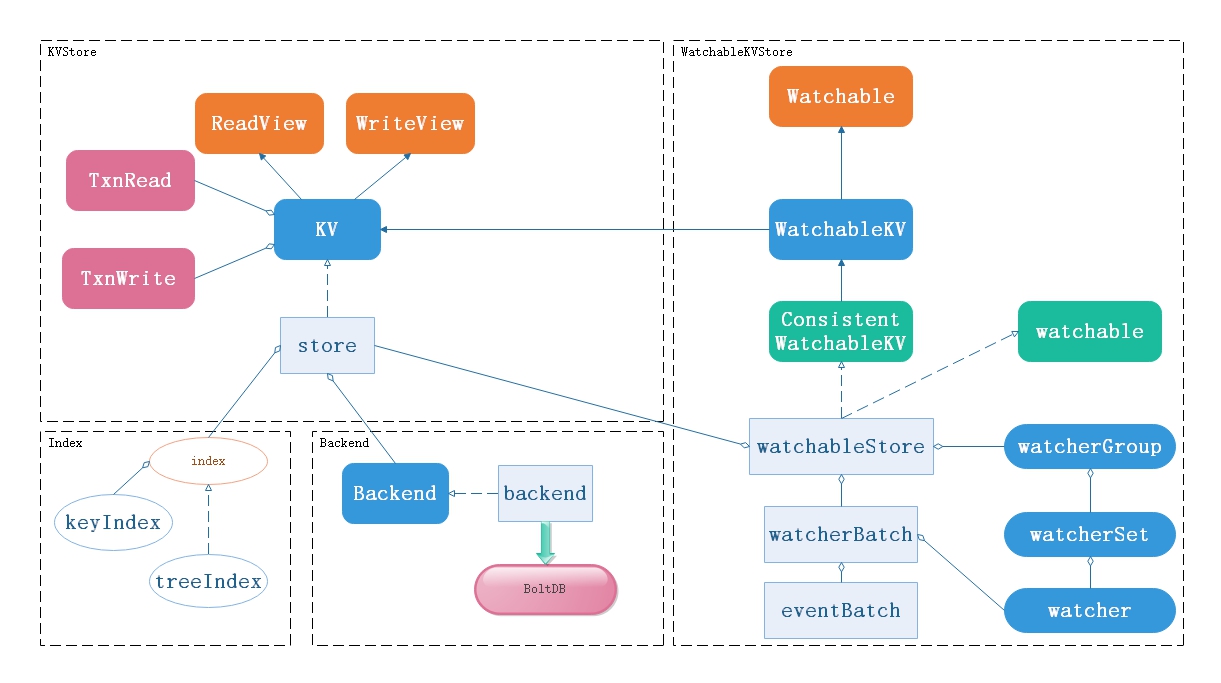 KVStore
ReadView
WriteView
TxnRead
KV
TxnWrite
store
Index
index
keyIndex
treeIndex
Backend
Backend
backend
BoltDB
WatchableKVStore
Watchable
WatchableKV
Consistent
WatchableKV
watchable
watchableStore
watcherGroup
watcherBatch
watcherSet
eventBatch
watcher